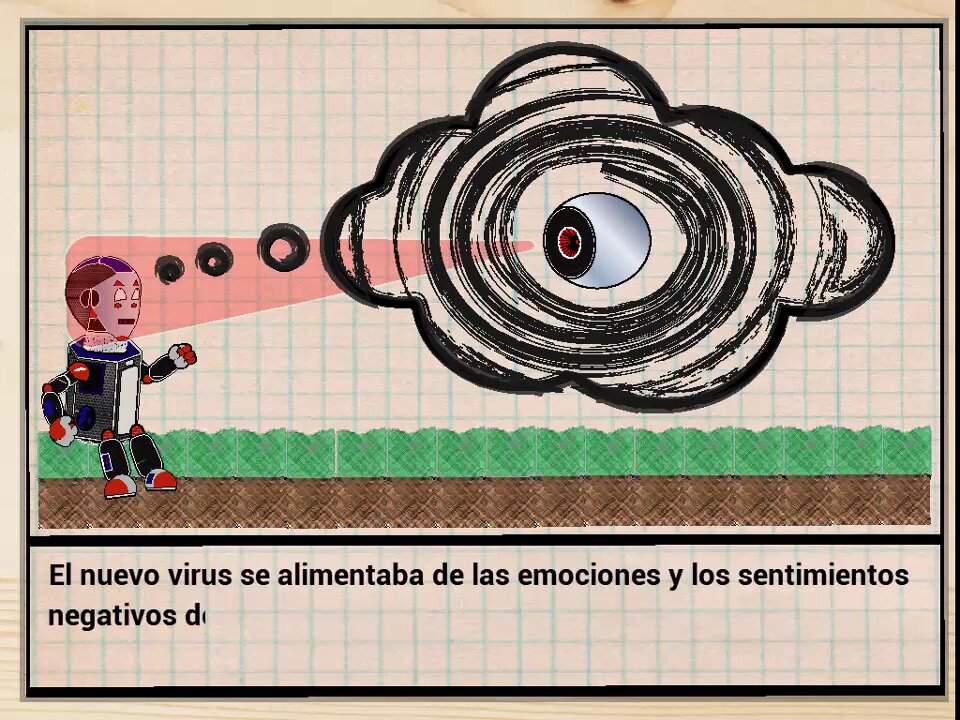 El nuevo virus se alimentaba de las emociones y los sentimientos
negativos d